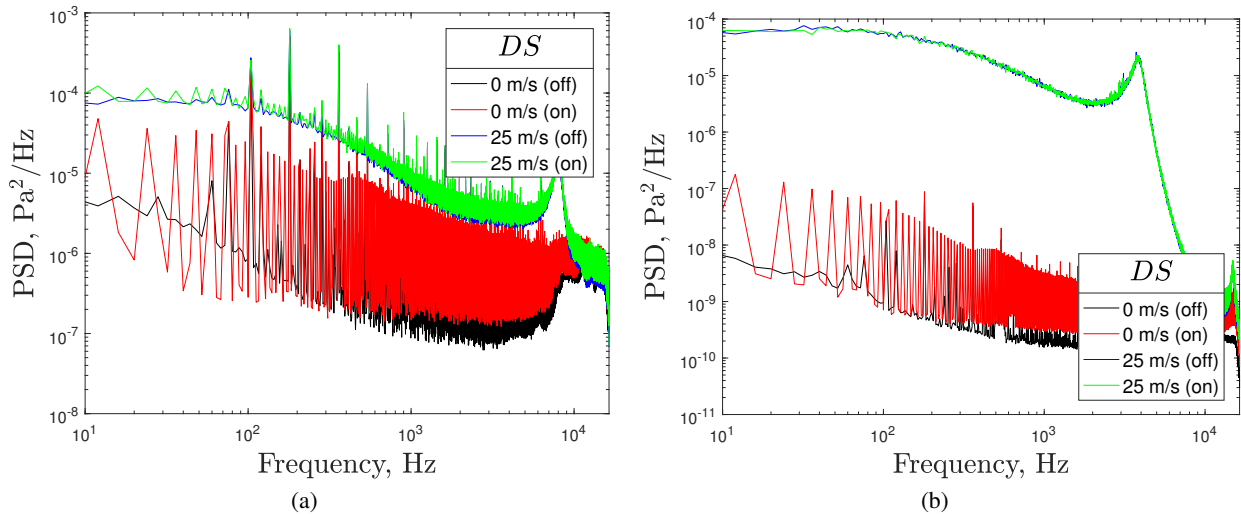 10⁻³
10⁻⁴
10⁻⁵
10⁻⁶
10⁻⁷
10⁻⁸
PSD, Pa²/Hz
DS
0 m/s (off)
0 m/s (on)
25 m/s (off)
25 m/s (on)
10¹
10²
10³
10⁴
Frequency, Hz
(a)
10⁻⁴
10⁻⁵
10⁻⁶
10⁻⁷
10⁻⁸
10⁻⁹
10⁻¹⁰
10⁻¹¹
PSD, Pa²/Hz
DS
0 m/s (off)
0 m/s (on)
25 m/s (off)
25 m/s (on)
10¹
10²
10³
10⁴
Frequency, Hz
(b)